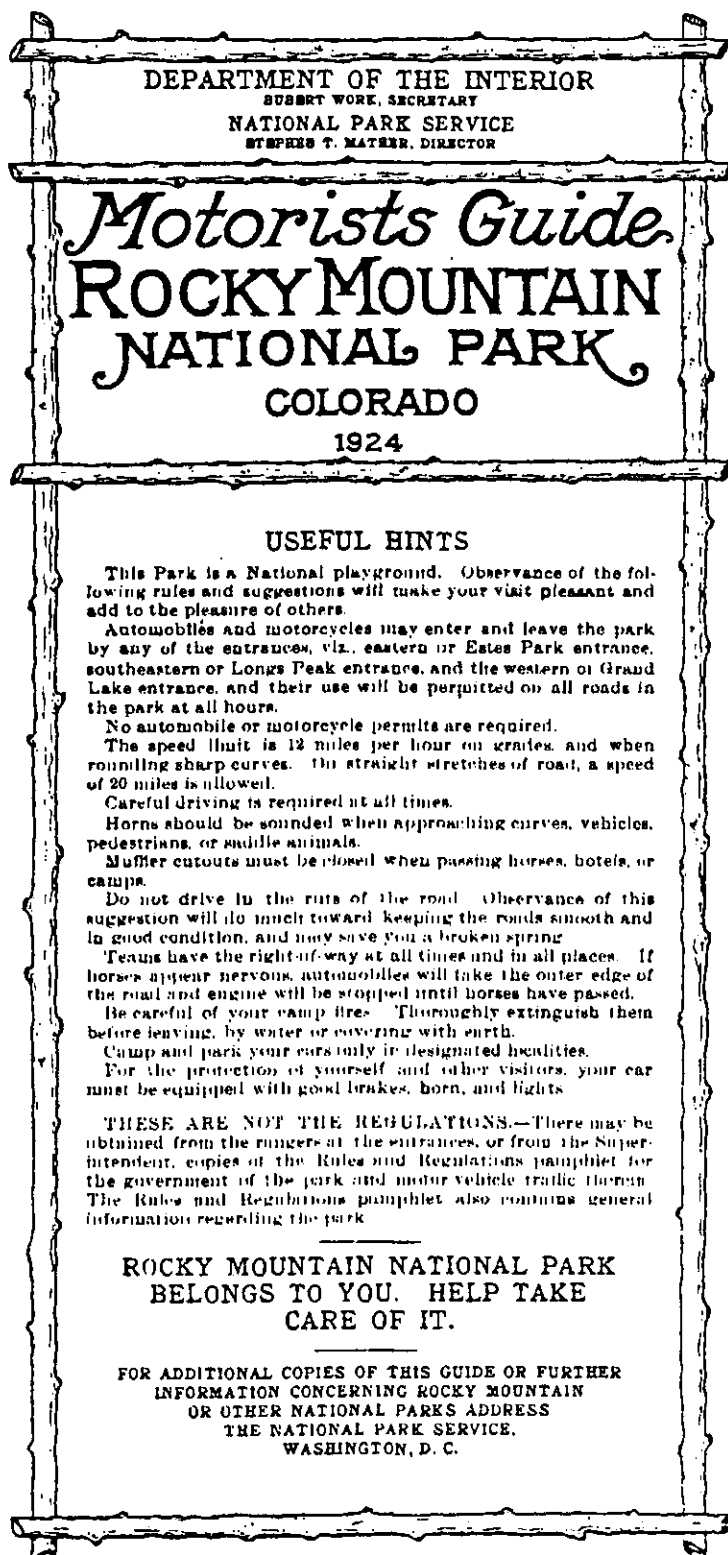 DEPARTMENT OF THE INTERIOR
HUBERT WORK, SECRETARY
NATIONAL PARK SERVICE
STEPHEN T. MATHER, DIRECTOR
Motorists Guide
ROCKY MOUNTAIN
NATIONAL PARK
COLORADO
1924
USEFUL HINTS
This Park is a National playground. Observance of the fol-
lowing rules and suggestions will make your visit pleasant and
add to the pleasure of others.
Automobiles and motorcycles may enter and leave the park
by any of the entrances, viz., eastern or Estes Park entrance,
southeastern or Longs Peak entrance, and the western or Grand
Lake entrance, and their use will be permitted on all roads in
the park at all hours.
No automobile or motorcycle permits are required.
The speed limit is 12 miles per hour on grades, and when
rounding sharp curves. On straight stretches of road, a speed
of 20 miles is allowed.
Careful driving is required at all times.
Horns should be sounded when approaching curves, vehicles,
pedestrians, or saddle animals.
Muffler cutouts must be closed when passing horses, hotels, or
camps.
Do not drive in the ruts of the road. Observance of this
suggestion will do much toward keeping the roads smooth and
in good condition, and may save you a broken spring.
Teams have the right-of-way at all times and in all places. If
horses appear nervous, automobiles will take the outer edge of
the road and engine will be stopped until horses have passed.
Be careful of your camp fires. Thoroughly extinguish them
before leaving, by water or covering with earth.
Camp and park your cars only in designated localities.
For the protection of yourself and other visitors, your car
must be equipped with good brakes, horn, and lights.
THESE ARE NOT THE REGULATIONS.—There may be
obtained from the rangers at the entrances, or from the Super-
intendent, copies of the Rules and Regulations pamphlet for
the government of the park and motor vehicle traffic therein.
The Rules and Regulations pamphlet also contains general
information regarding the park.
ROCKY MOUNTAIN NATIONAL PARK
BELONGS TO YOU. HELP TAKE
CARE OF IT.
FOR ADDITIONAL COPIES OF THIS GUIDE OR FURTHER
INFORMATION CONCERNING ROCKY MOUNTAIN
OR OTHER NATIONAL PARKS ADDRESS
THE NATIONAL PARK SERVICE,
WASHINGTON, D. C.